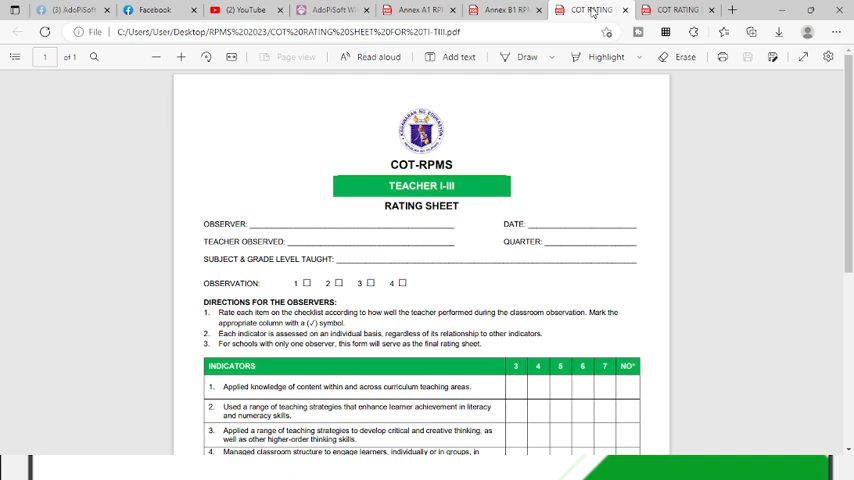 (3) AdoPiSoft
Facebook
(2) YouTube
AdoPiSoft W
Annex A1 RP
Annex B1 RP
COT RATING
COT RATING S
File
C:/Users/User/Desktop/RPMS%202023/COT%20RATING%20SHEET%20FOR%20TI-TIII.pdf
1 of 1
Page view
Read aloud
Add text
Draw
Highlight
Erase
COT-RPMS
TEACHER I-III
RATING SHEET
OBSERVER: DATE:
TEACHER OBSERVED: QUARTER:
SUBJECT & GRADE LEVEL TAUGHT:
OBSERVATION: 1 ☐ 2 ☐ 3 ☐ 4 ☐
DIRECTIONS FOR THE OBSERVERS:
1. Rate each item on the checklist according to how well the teacher performed during the classroom observation. Mark the
appropriate column with a (✓) symbol.
2. Each indicator is assessed on an individual basis, regardless of its relationship to other indicators.
3. For schools with only one observer, this form will serve as the final rating sheet.
INDICATORS 3 4 5 6 7 NO*
1. Applied knowledge of content within and across curriculum teaching areas.
2. Used a range of teaching strategies that enhance learner achievement in literacy
and numeracy skills.
3. Applied a range of teaching strategies to develop critical and creative thinking, as
well as other higher-order thinking skills.
4. Managed classroom structure to engage learners, individually or in groups, in